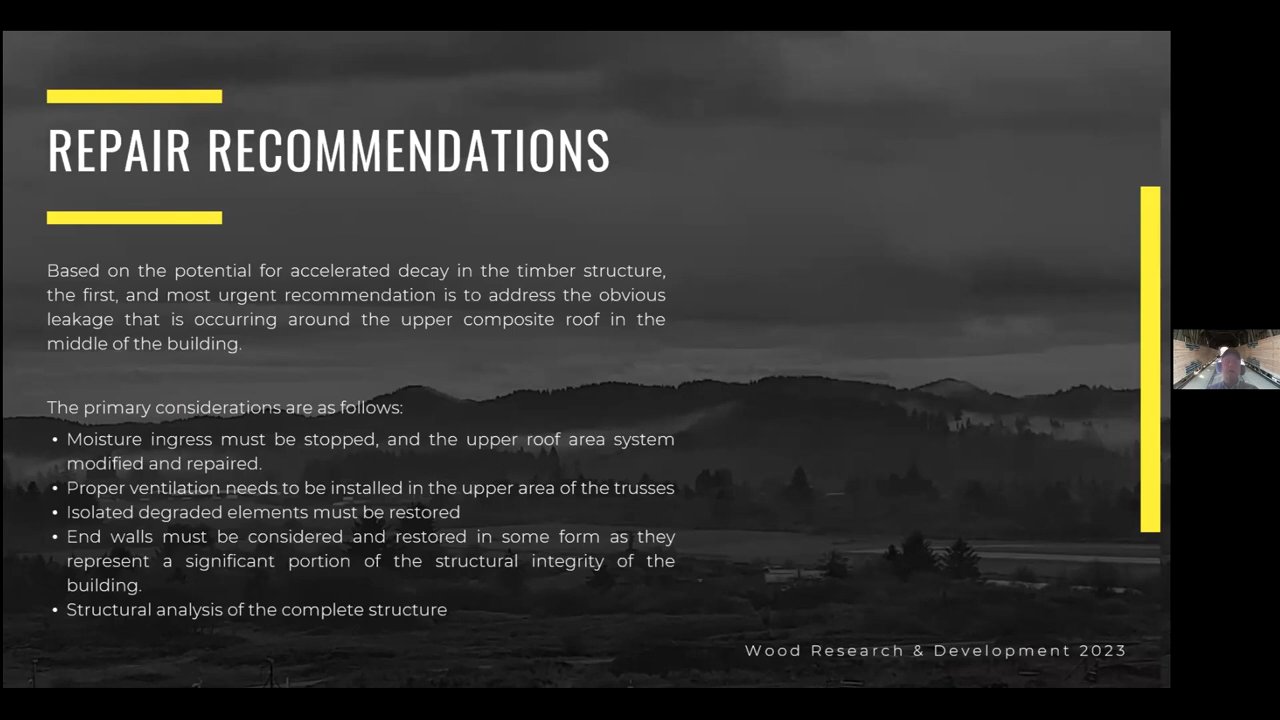 REPAIR RECOMMENDATIONS
Based on the potential for accelerated decay in the timber structure,
the first, and most urgent recommendation is to address the obvious
leakage that is occurring around the upper composite roof in the
middle of the building.
The primary considerations are as follows:
• Moisture ingress must be stopped, and the upper roof area system
modified and repaired.
• Proper ventilation needs to be installed in the upper area of the trusses
• Isolated degraded elements must be restored
• End walls must be considered and restored in some form as they
represent a significant portion of the structural integrity of the
building.
• Structural analysis of the complete structure
Wood Research & Development 2023